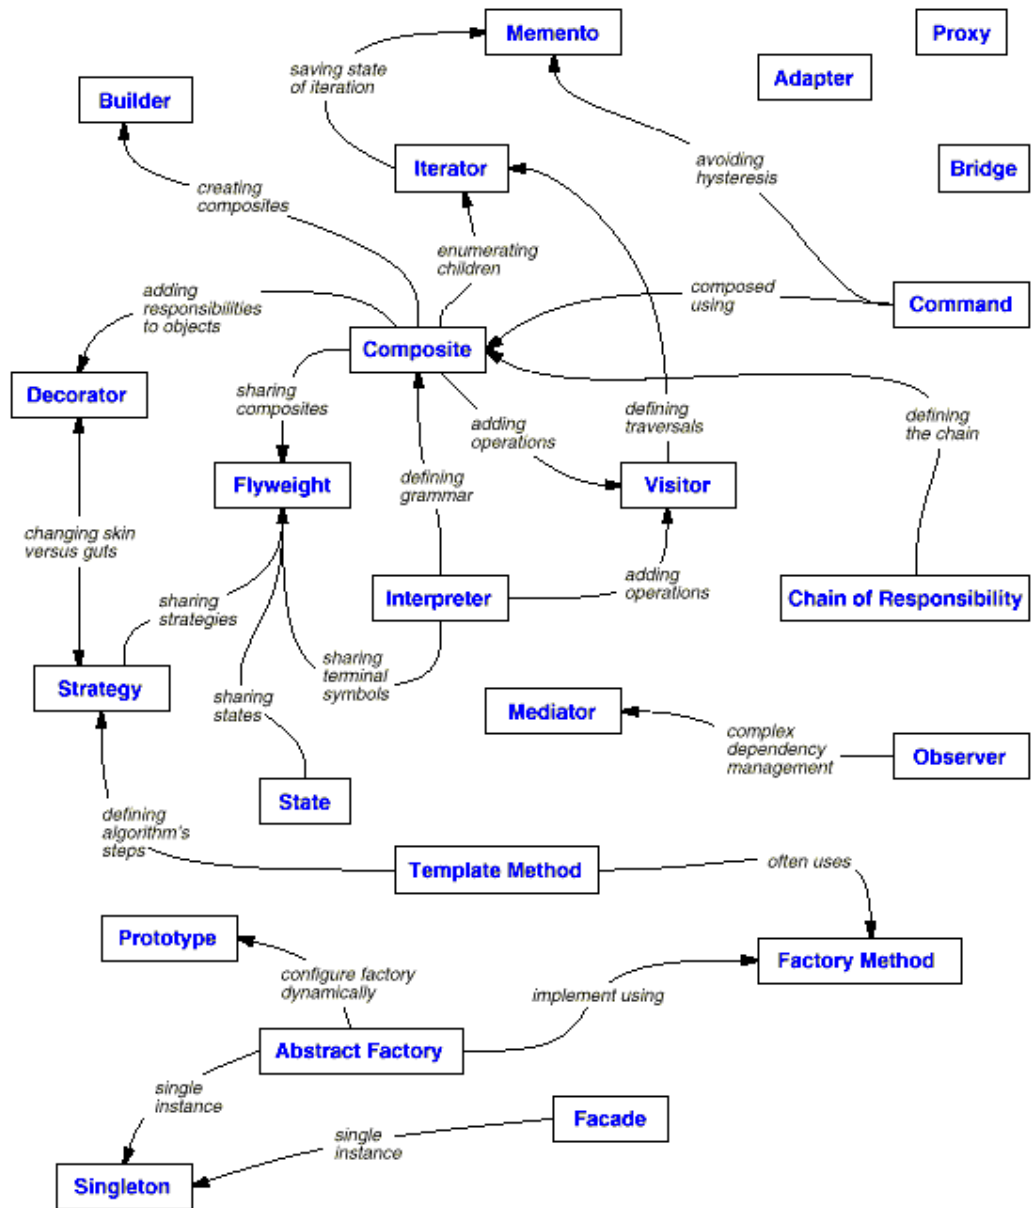 Memento
Proxy
Adapter
saving state
of iteration
Builder
avoiding
hysteresis
Iterator
Bridge
creating
composites
enumerating
children
adding
responsibilities
to objects
composed
using
Command
Composite
Decorator
sharing
composites
adding
operations
defining
traversals
defining
the chain
Flyweight
defining
grammar
Visitor
changing skin
versus guts
sharing
strategies
Interpreter
adding
operations
Chain of Responsibility
Strategy
sharing
states
sharing
terminal
symbols
Mediator
complex
dependency
management
Observer
State
defining
algorithm's
steps
Template Method
often uses
Prototype
Factory Method
configure factory
dynamically
implement using
Abstract Factory
single
instance
Facade
single
instance
Singleton